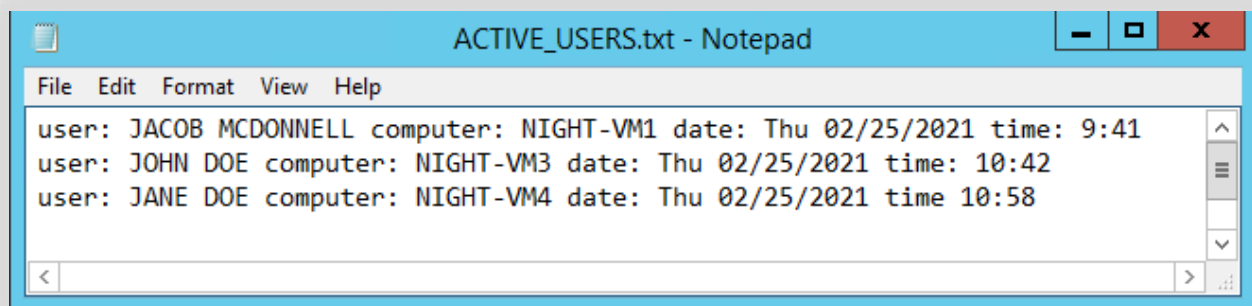 ACTIVE_USERS.txt - Notepad
File Edit Format View Help
user: JACOB MCDONNELL computer: NIGHT-VM1 date: Thu 02/25/2021 time: 9:41
user: JOHN DOE computer: NIGHT-VM3 date: Thu 02/25/2021 time: 10:42
user: JANE DOE computer: NIGHT-VM4 date: Thu 02/25/2021 time 10:58